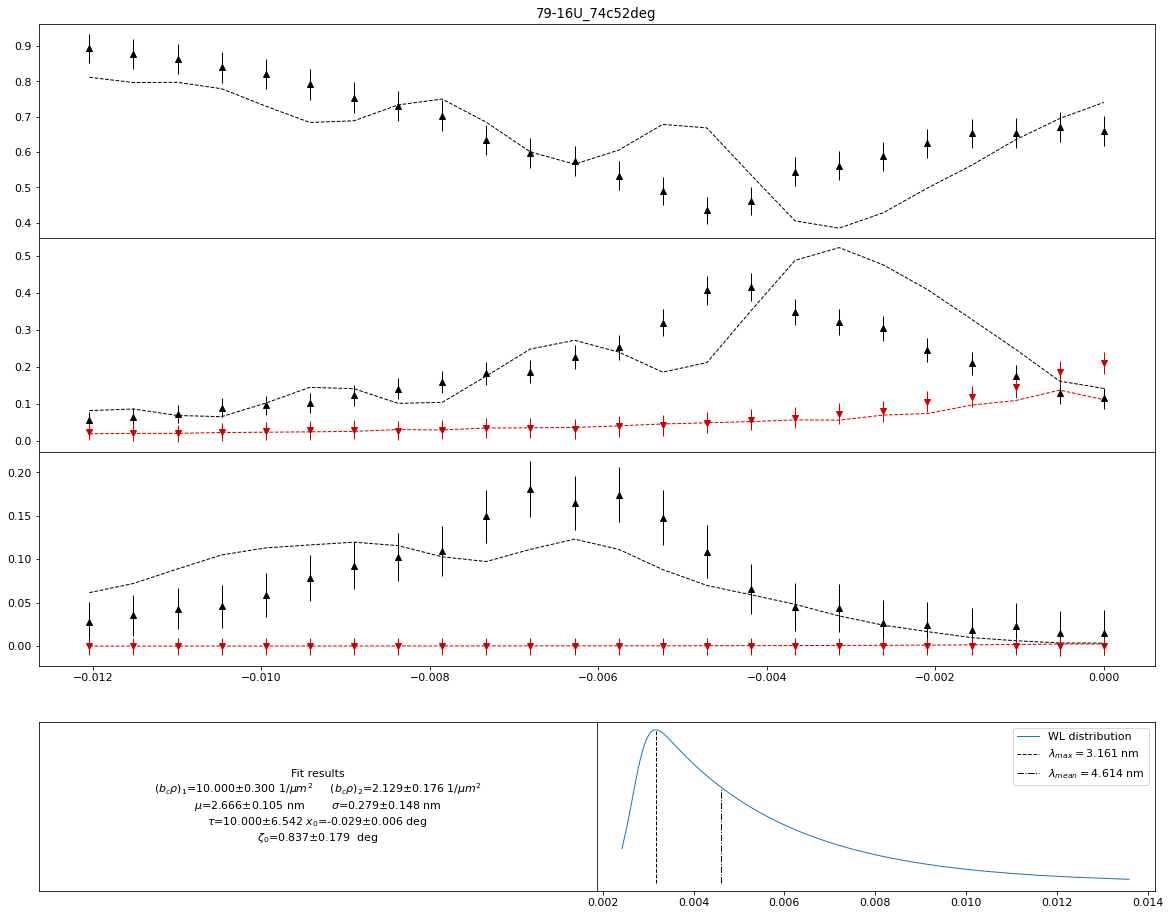 79-16U_74c52deg
0.9
0.8
0.7
0.6
0.5
0.4
0.5
0.4
0.3
0.2
0.1
0.0
0.20
0.15
0.10
0.05
0.00
−0.012 −0.010 −0.008 −0.006 −0.004 −0.002 0.000
Fit results
(b_cρ)_1=10.000±0.300 1/μm² (b_cρ)_2=2.129±0.176 1/μm²
μ=2.666±0.105 nm σ=0.279±0.148 nm
τ=10.000±6.542 x_0=-0.029±0.006 deg
ζ_0=0.837±0.179 deg
WL distribution
λ_max = 3.161 nm
λ_mean = 4.614 nm
0.002 0.004 0.006 0.008 0.010 0.012 0.014